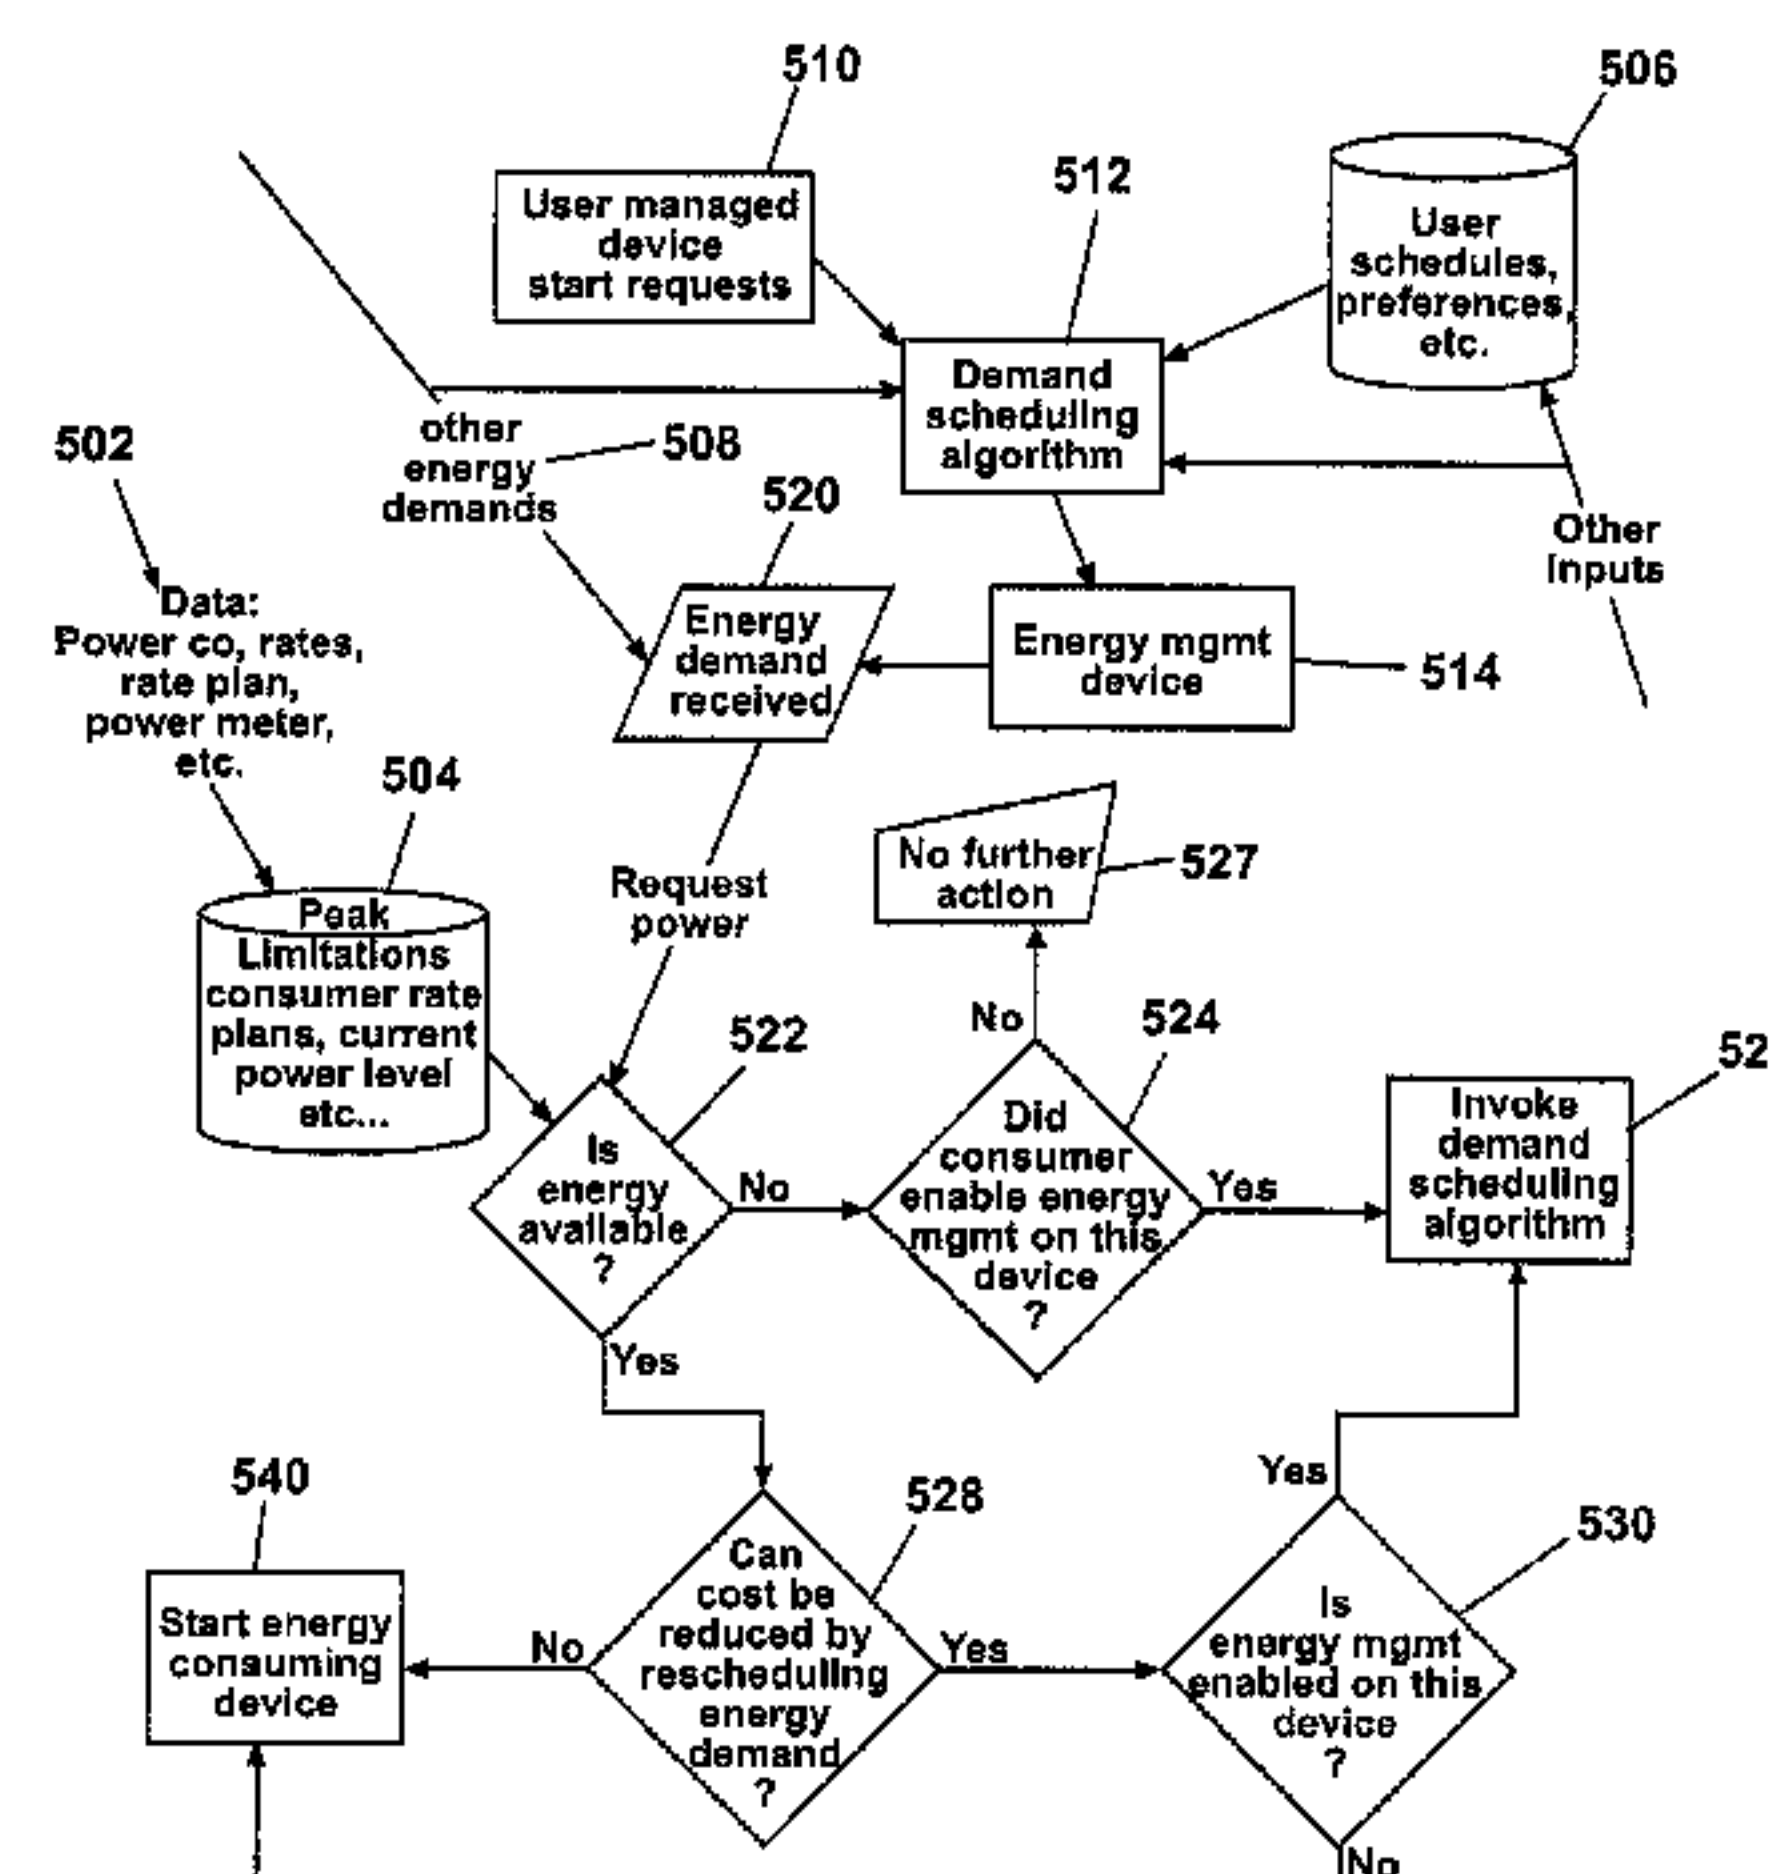 510
506
User managed
device
start requests
512
User
schedules,
preferences,
etc.
Demand
scheduling
algorithm
other
energy
demands
508
502
520
Other
inputs
Data:
Power co, rates,
rate plan,
power meter,
etc.
Energy
demand
received
Energy mgmt
device
514
504
Peak
Limitations
consumer rate
plans, current
power level
etc...
Request
power
No further
action
527
522
No
524
52
Is
energy
available
?
No
Did
consumer
enable energy
mgmt on this
device
?
Yes
Invoke
demand
scheduling
algorithm
Yes
540
528
Yes
530
Start energy
consuming
device
No
Can
cost be
reduced by
rescheduling
energy
demand
?
Yes
Is
energy mgmt
enabled on this
device
?
No